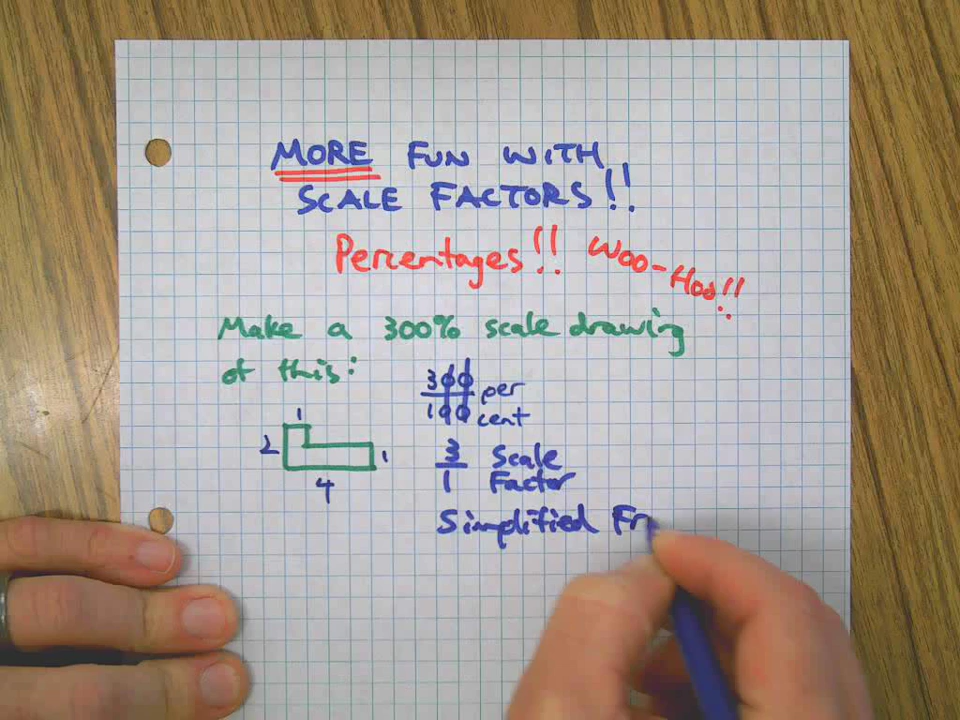 MORE FUN WITH
SCALE FACTORS!!
Percentages!! Woo-Hoo!!
Make a 300% scale drawing
of this:
300 per
100 cent
1
2
1
4
3 Scale
1 Factor
Simplified Fr